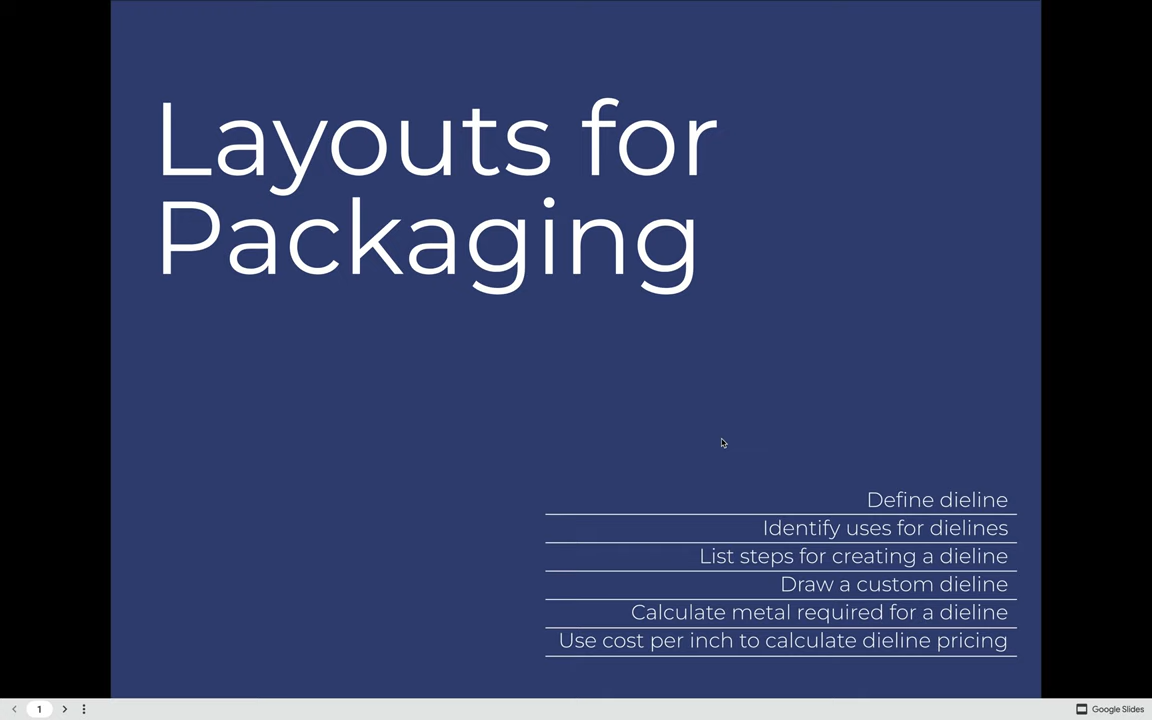 Layouts for
Packaging
Define dieline
Identify uses for dielines
List steps for creating a dieline
Draw a custom dieline
Calculate metal required for a dieline
Use cost per inch to calculate dieline pricing
1
Google Slides